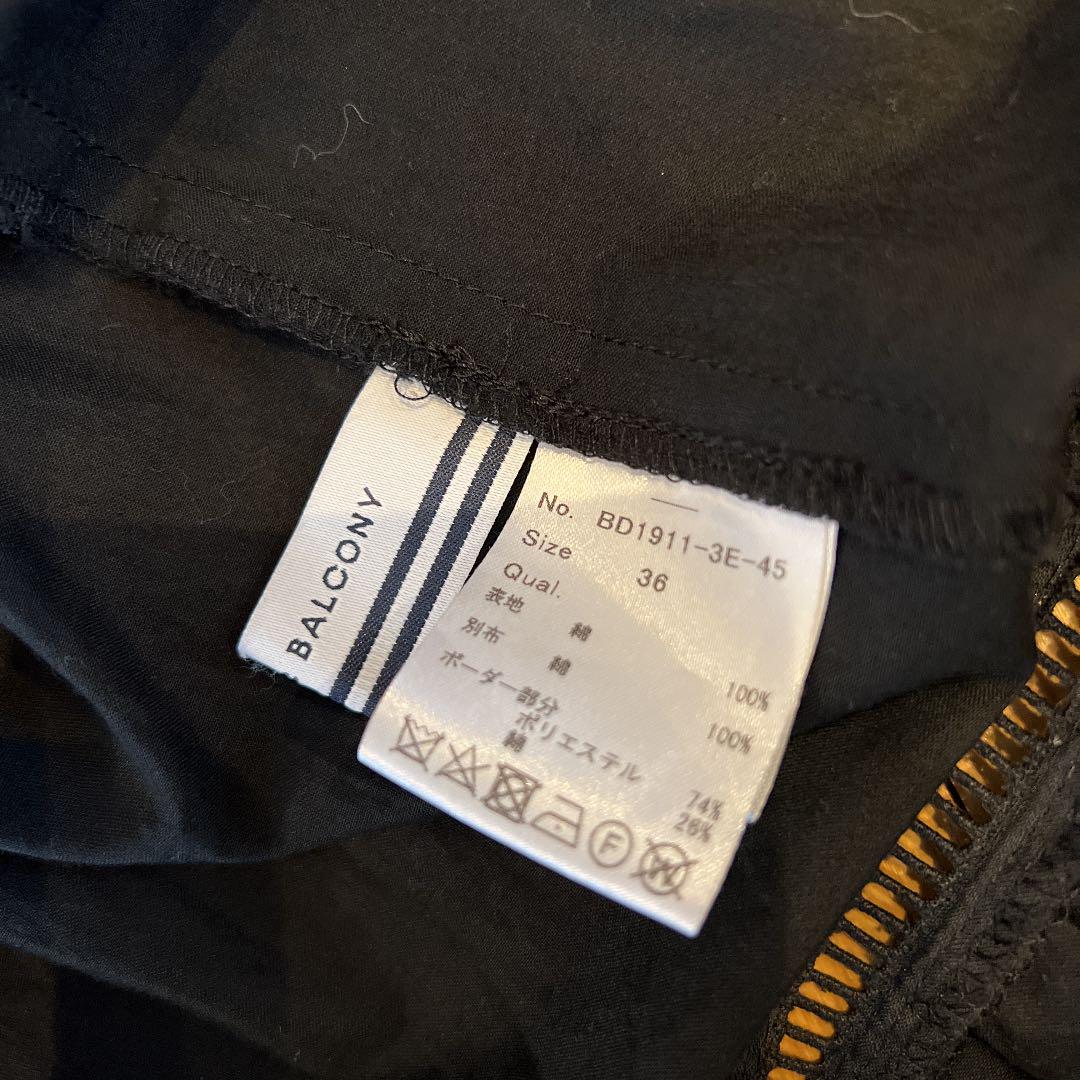 BALCONY
No. BD1911-3E-45
Size 36
Qual.
表地 綿 100%
別布 綿 100%
ボーダー部分
ポリエステル 74%
綿 26%
F
W